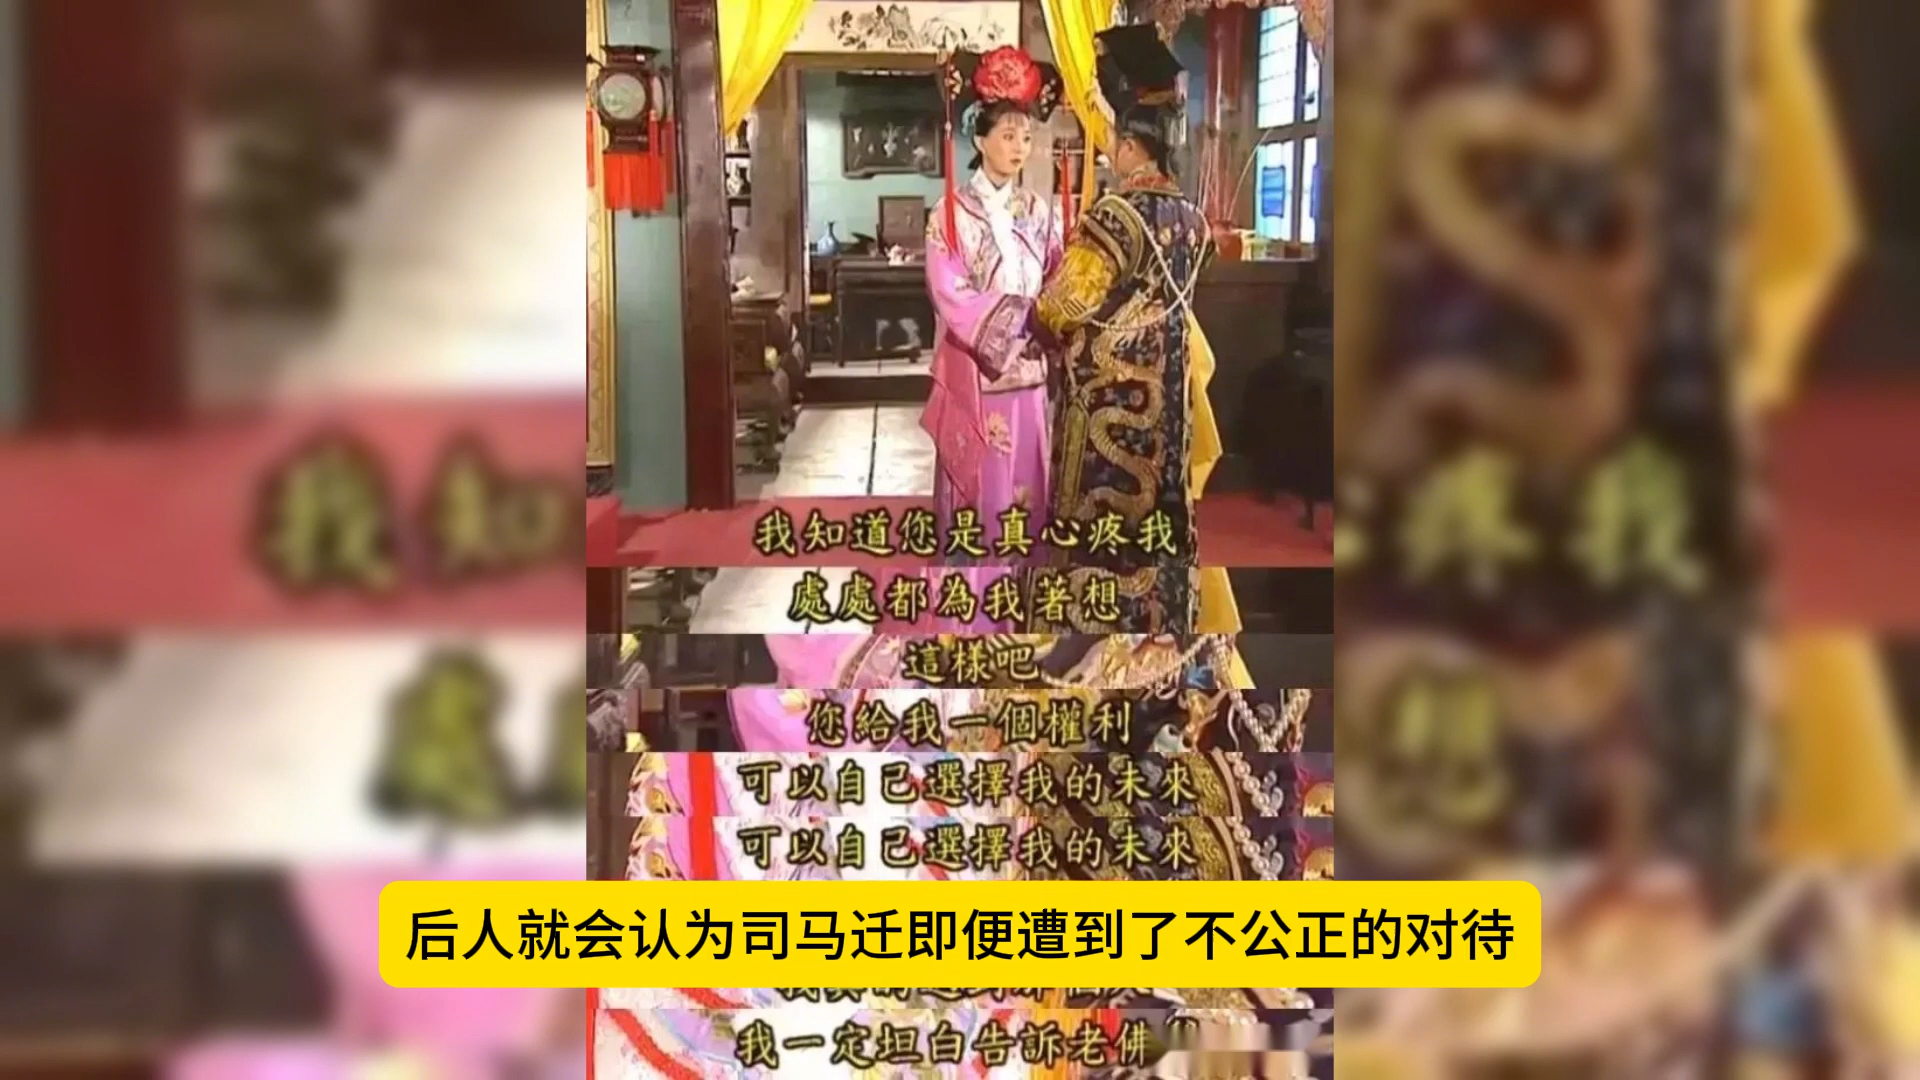 我知道您是真心疼我
處處都為我著想
這樣吧
您給我一個權利
可以自己選擇我的未來
可以自己選擇我的未來
后人就会认为司马迁即便遭到了不公正的对待
我一定坦白告訴老佛